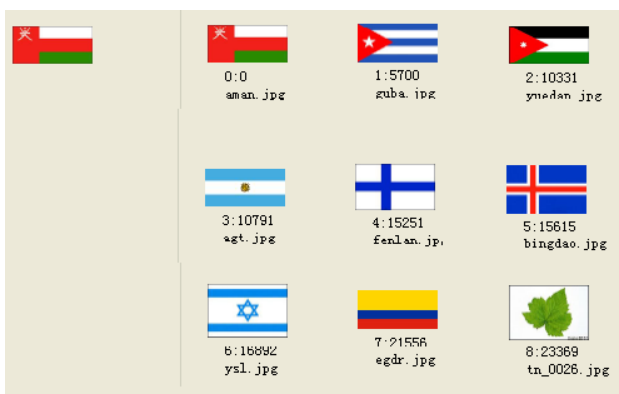 0:0
aman.jpg
1:5700
guba.jpg
2:10331
yuedan.jpg
3:10791
agt.jpg
4:15251
fenlan.jp
5:15615
bingdao.jpg
6:16892
ysl.jpg
7:21556
egdr.jpg
8:23369
tn_0026.jpg